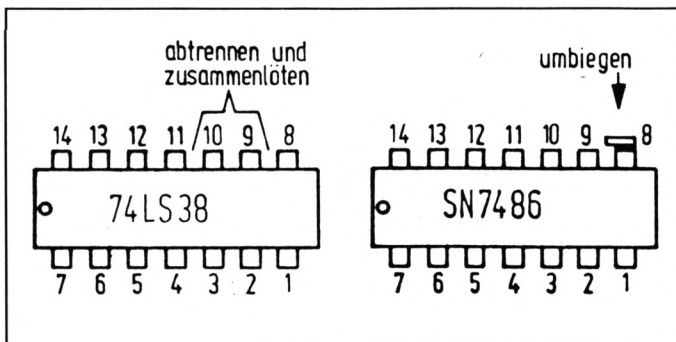 abtrennen und
zusammenlöten
umbiegen
14 13 12 11 10 9 8
14 13 12 11 10 9 8
74LS38
SN7486
7 6 5 4 3 2 1
7 6 5 4 3 2 1